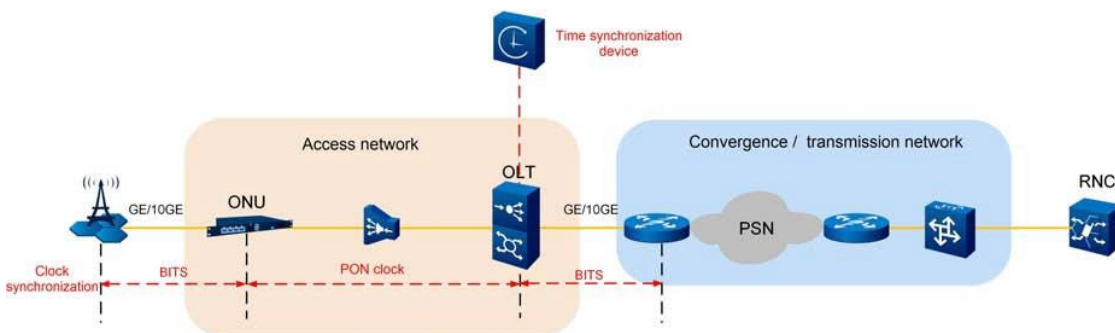 Time synchronization
device
Access network
Convergence / transmission network
OLT
ONU
RNC
GE/10GE
GE/10GE
PSN
Clock
synchronization
BITS
PON clock
BITS